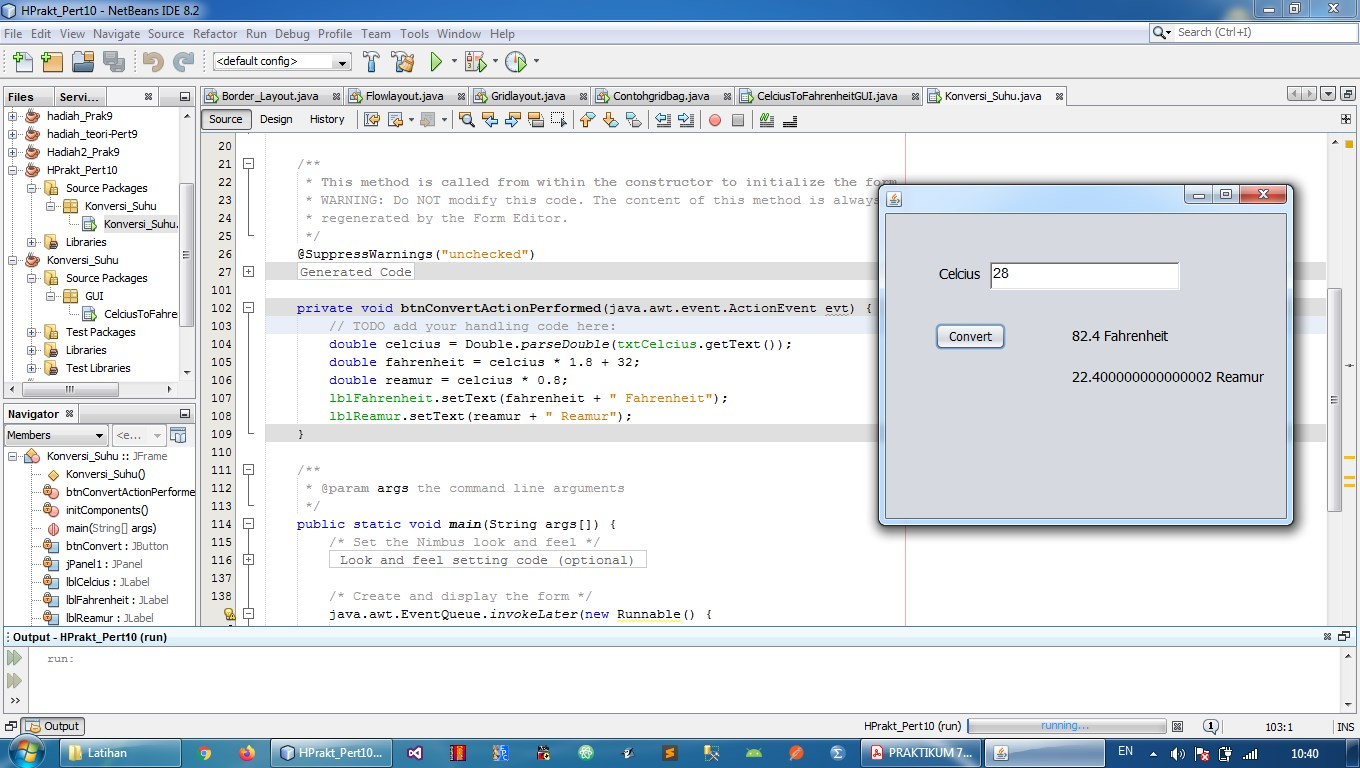 HPrakt_Pert10 - NetBeans IDE 8.2
File Edit View Navigate Source Refactor Run Debug Profile Team Tools Window Help
Search (Ctrl+I)
<default config>
Files Servi...
Border_Layout.java Flowlayout.java Gridlayout.java Contohgridbag.java CelciusToFahrenheitGUI.java Konversi_Suhu.java
Source Design History
hadiah_Prak9
hadiah_teori-Pert9
Hadiah2_Prak9
HPrakt_Pert10
Source Packages
Konversi_Suhu
Konversi_Suhu.
Libraries
Konversi_Suhu
Source Packages
GUI
CelciusToFahre
Test Packages
Libraries
Test Libraries
Navigator
Members <e...
Konversi_Suhu :: JFrame
Konversi_Suhu()
btnConvertActionPerforme
initComponents()
main(String[] args)
btnConvert : JButton
jPanel1 : JPanel
lblCelcius : JLabel
lblFahrenheit : JLabel
lblReamur : JLabel
20
21 /**
22 * This method is called from within the constructor to initialize the form
23 * WARNING: Do NOT modify this code. The content of this method is always
24 * regenerated by the Form Editor.
25 */
26 @SuppressWarnings("unchecked")
27 Generated Code
101
102 private void btnConvertActionPerformed(java.awt.event.ActionEvent evt) {
103 // TODO add your handling code here:
104 double celcius = Double.parseDouble(txtCelcius.getText());
105 double fahrenheit = celcius * 1.8 + 32;
106 double reamur = celcius * 0.8;
107 lblFahrenheit.setText(fahrenheit + " Fahrenheit");
108 lblReamur.setText(reamur + " Reamur");
109 }
110
111 /**
112 * @param args the command line arguments
113 */
114 public static void main(String args[]) {
115 /* Set the Nimbus look and feel */
116 Look and feel setting code (optional)
137
138 /* Create and display the form */
java.awt.EventQueue.invokeLater(new Runnable() {
Celcius 28
Convert 82.4 Fahrenheit
22.400000000000002 Reamur
Output - HPrakt_Pert10 (run)
run:
Output
HPrakt_Pert10 (run) running... 1 103:1 INS
Latihan HPrakt_Pert10... PRAKTIKUM 7... EN 10:40